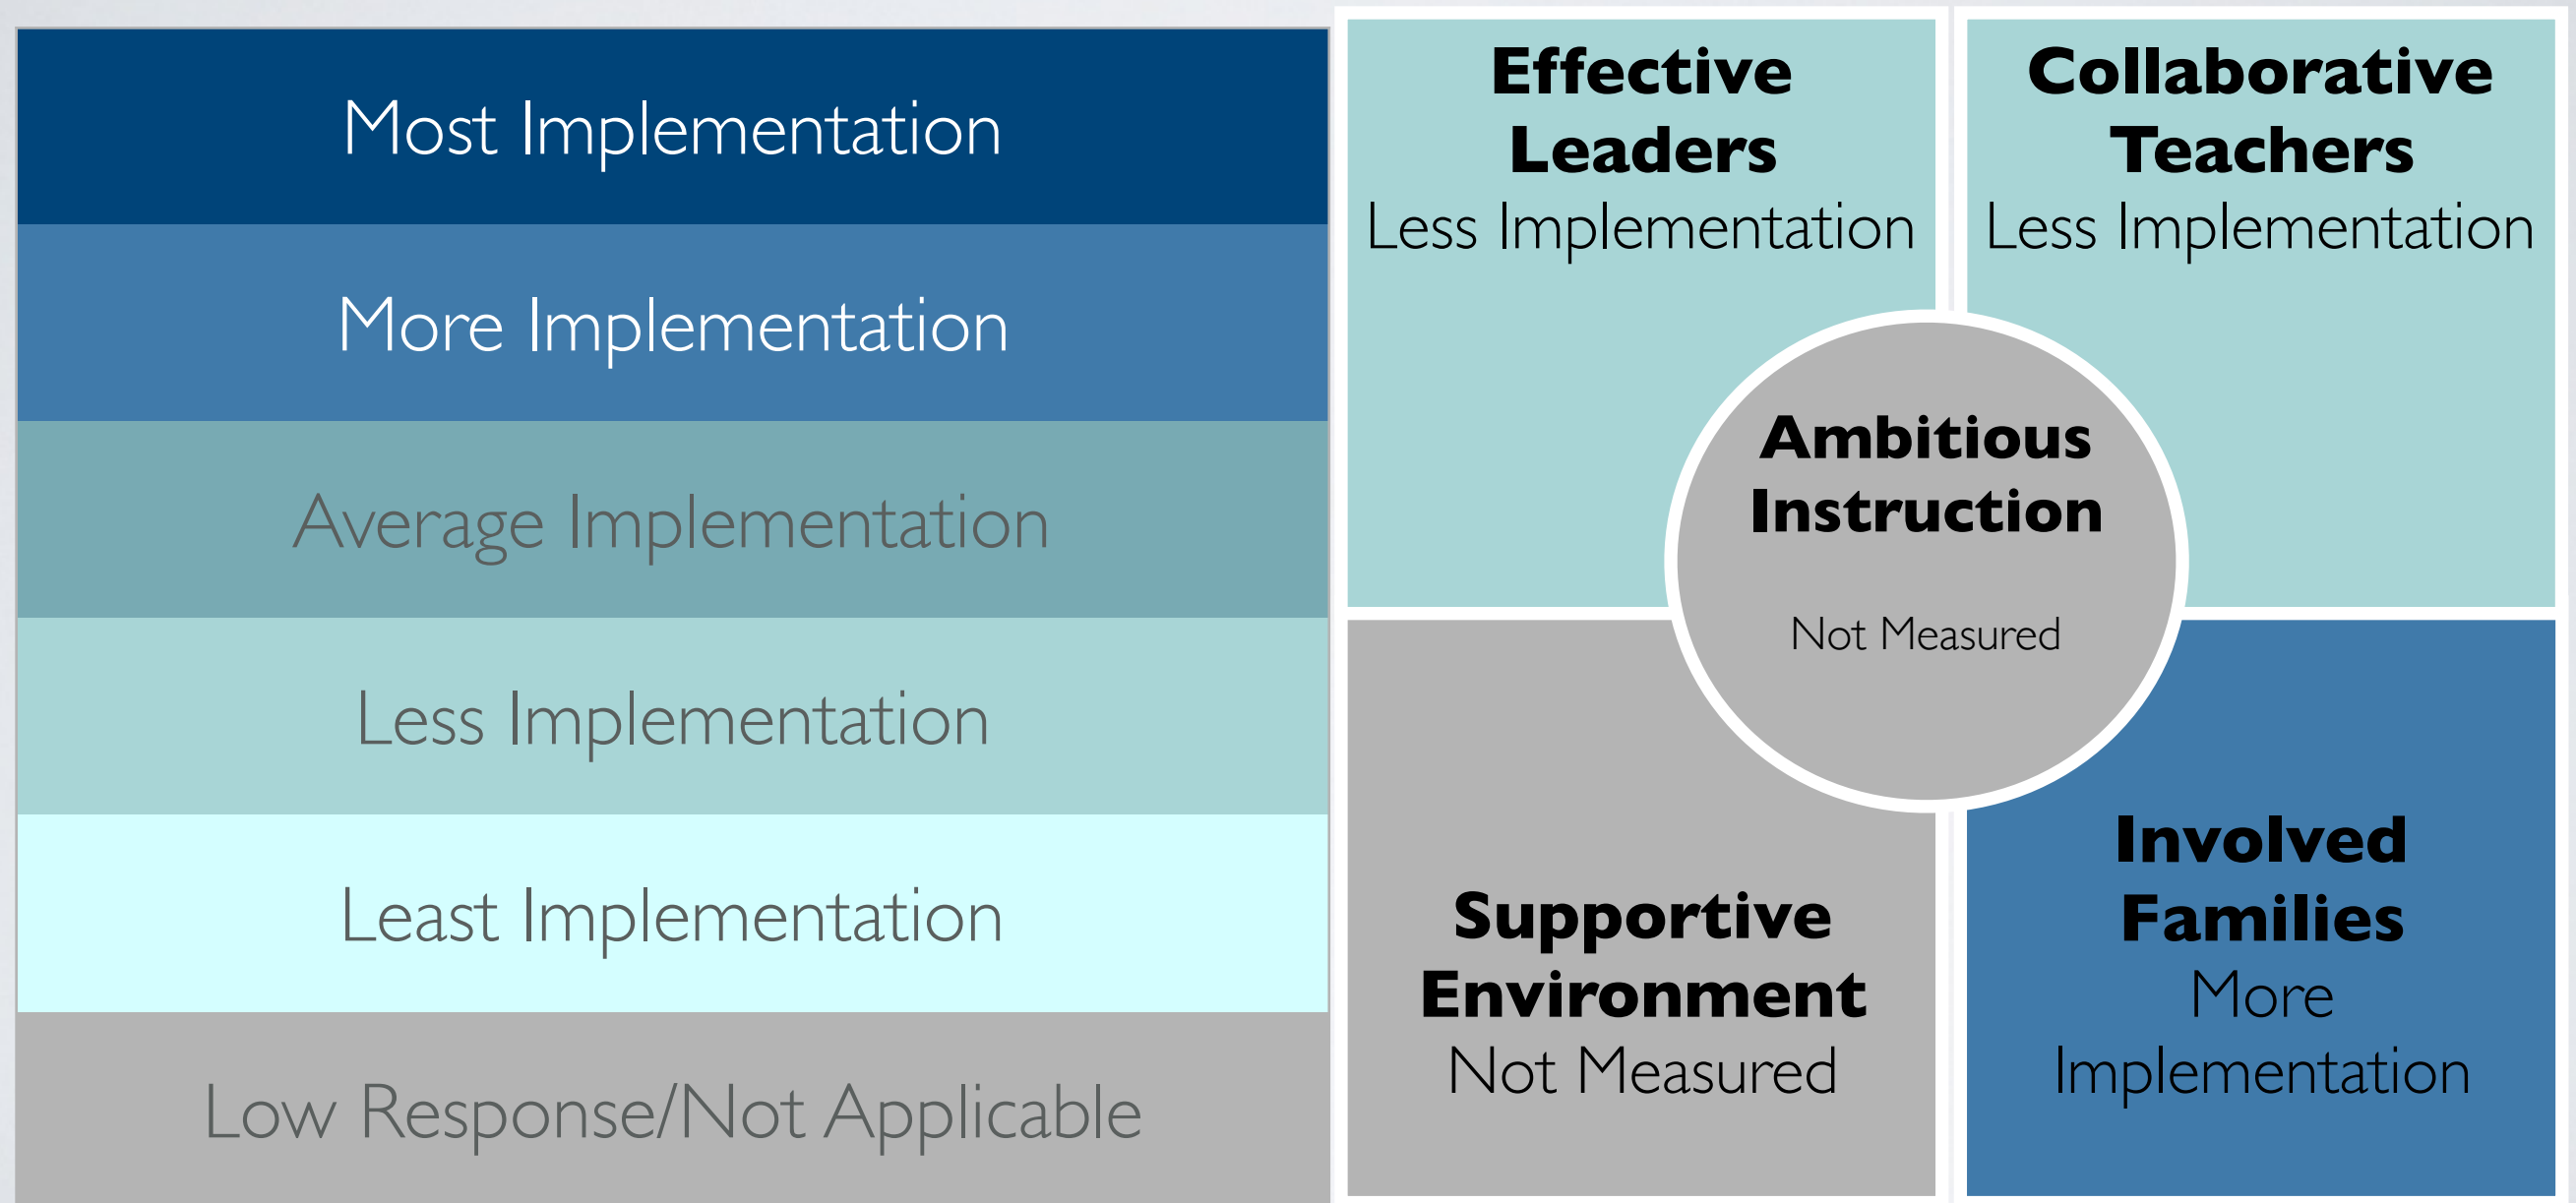 Most Implementation
More Implementation
Average Implementation
Less Implementation
Least Implementation
Low Response/Not Applicable
Effective
Leaders
Less Implementation
Collaborative
Teachers
Less Implementation
Ambitious
Instruction
Not Measured
Supportive
Environment
Not Measured
Involved
Families
More
Implementation